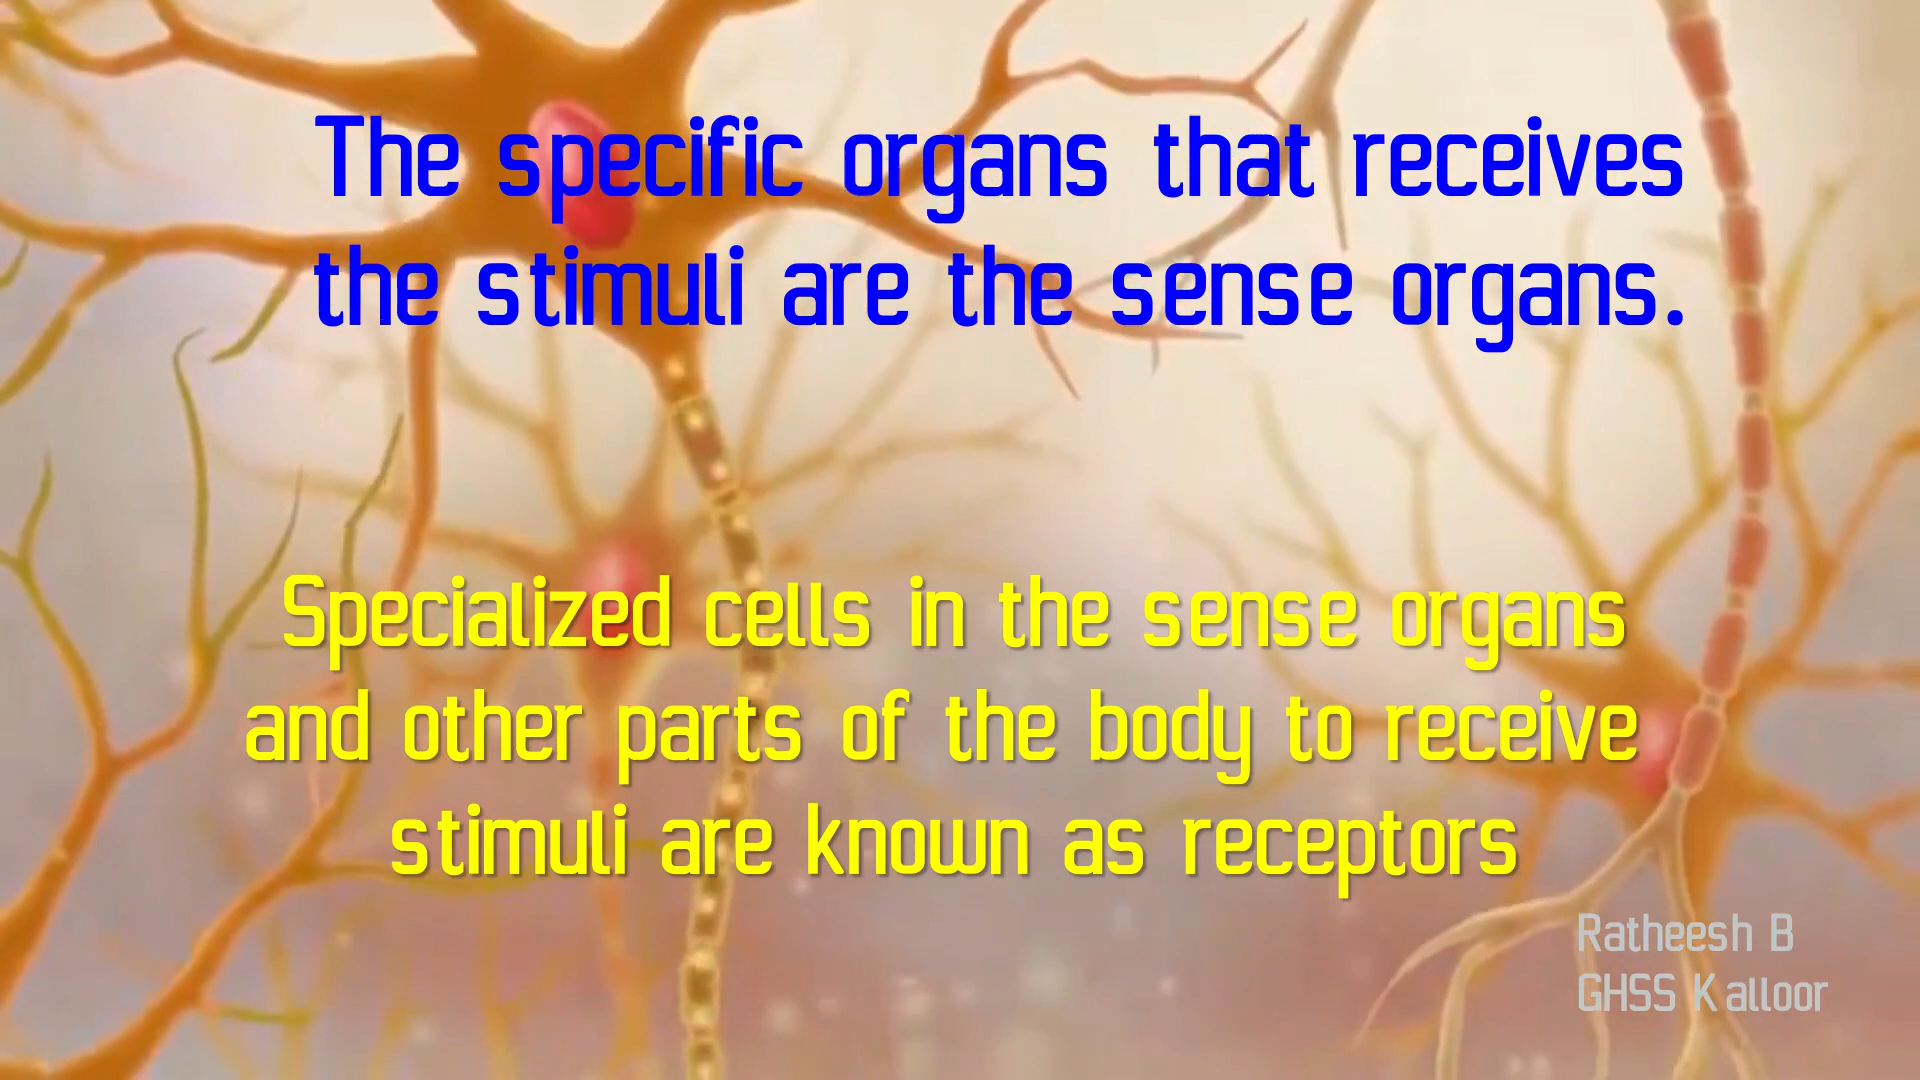 The specific organs that receives
the stimuli are the sense organs.
Specialized cells in the sense organs
and other parts of the body to receive
stimuli are known as receptors
Ratheesh B
GHSS Kalloor